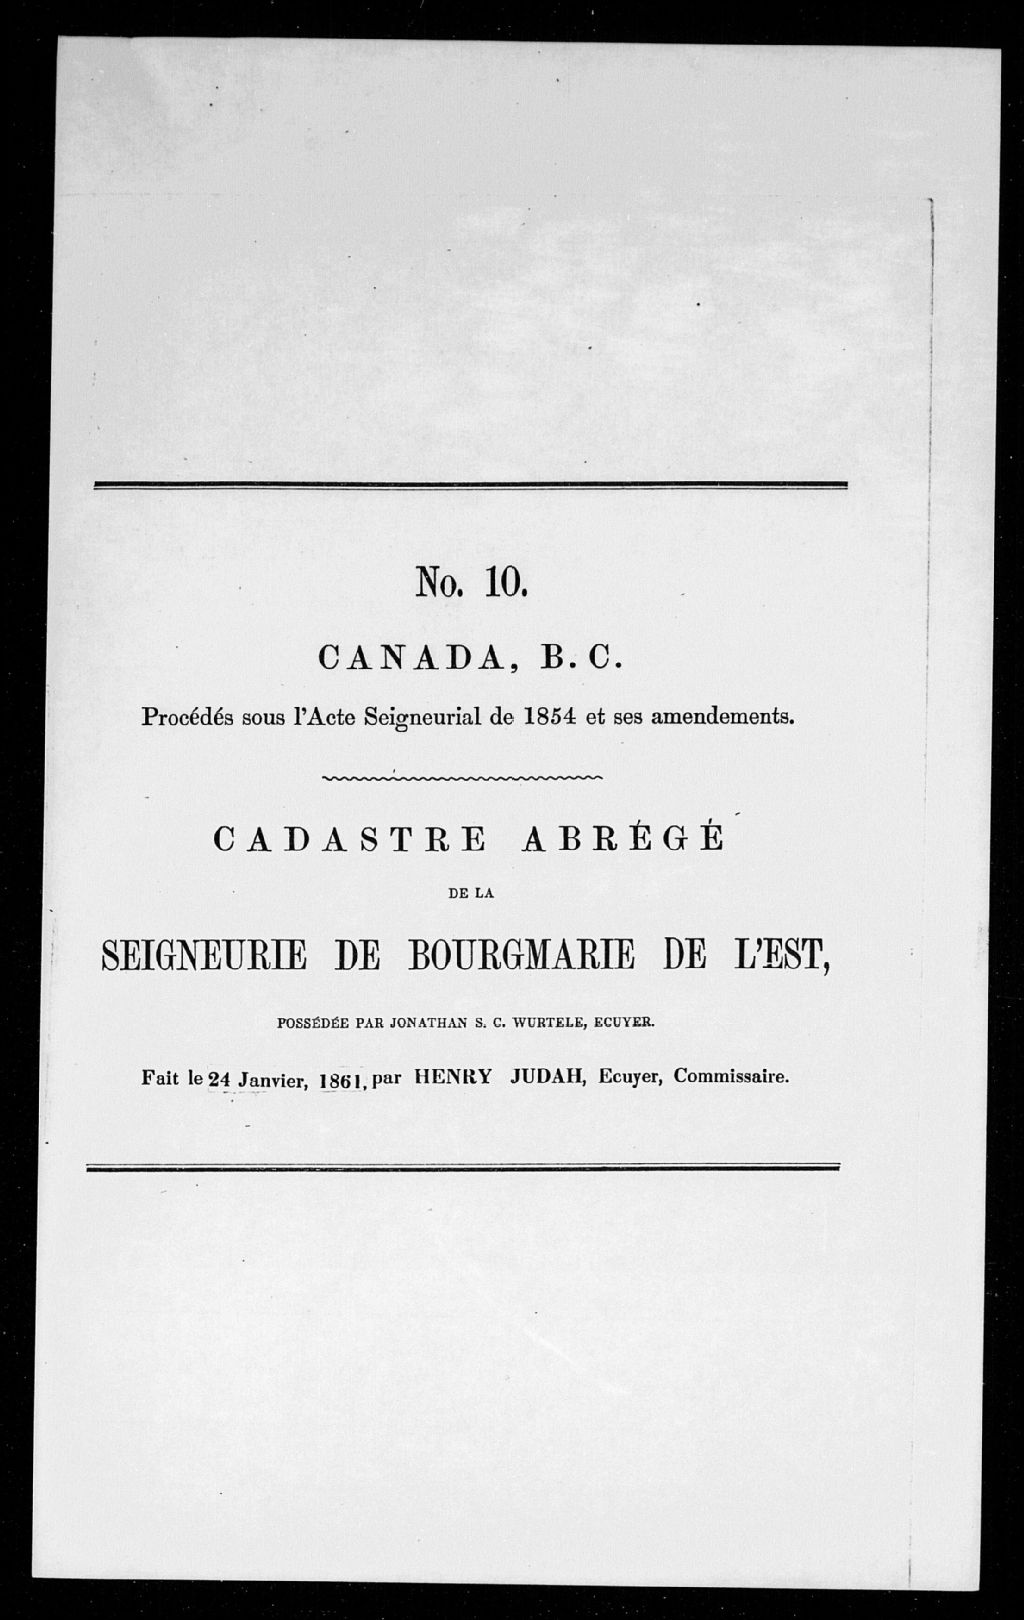 No. 10.
CANADA, B. C.
Procédés sous l'Acte Seigneurial de 1854 et ses amendements.
CADASTRE ABRÉGÉ
DE LA
SEIGNEURIE DE BOURGMARIE DE L'EST,
POSSÉDÉE PAR JONATHAN S. C. WURTELE, ECUYER.
Fait le 24 Janvier, 1861, par HENRY JUDAH, Ecuyer, Commissaire.